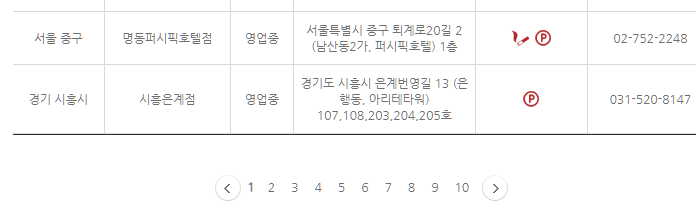 서울 중구 명동퍼시픽호텔점 영업중 서울특별시 중구 퇴계로20길 2
(남산동2가, 퍼시픽호텔) 1층 P 02-752-2248
경기 시흥시 시흥은계점 영업중 경기도 시흥시 은계번영길 13 (은
행동, 아리테타워)
107,108,203,204,205호 P 031-520-8147
< 1 2 3 4 5 6 7 8 9 10 >